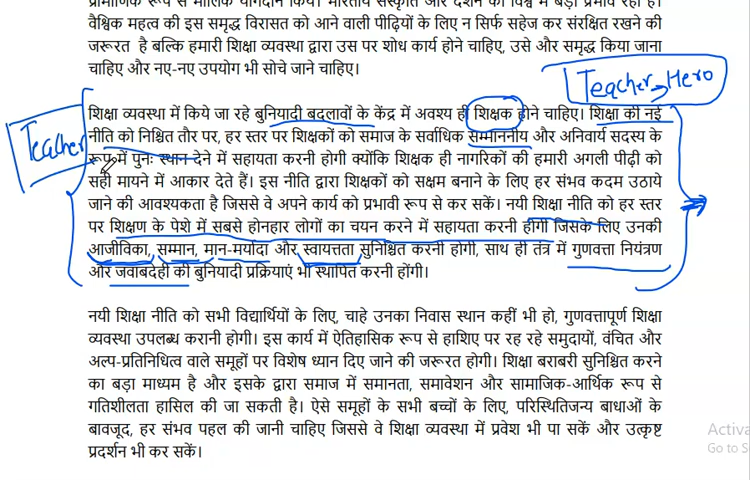 प्रामाणिक रूप से मौलिक योगदान किये। भारतीय संस्कृति और दर्शन का विश्व में बड़ा प्रभाव रहा है।
वैश्विक महत्व की इस समृद्ध विरासत को आने वाली पीढ़ियों के लिए न सिर्फ सहेज कर संरक्षित रखने की
जरूरत है बल्कि हमारी शिक्षा व्यवस्था द्वारा उस पर शोध कार्य होने चाहिए, उसे और समृद्ध किया जाना
चाहिए और नए-नए उपयोग भी सोचे जाने चाहिए।
Teacher→Hero
शिक्षा व्यवस्था में किये जा रहे बुनियादी बदलावों के केंद्र में अवश्य ही शिक्षक होने चाहिए। शिक्षा की नई
नीति को निश्चित तौर पर, हर स्तर पर शिक्षकों को समाज के सर्वाधिक सम्माननीय और अनिवार्य सदस्य के
Teacher
रूप में पुनः स्थान देने में सहायता करनी होगी क्योंकि शिक्षक ही नागरिकों की हमारी अगली पीढ़ी को
सही मायने में आकार देते हैं। इस नीति द्वारा शिक्षकों को सक्षम बनाने के लिए हर संभव कदम उठाये
जाने की आवश्यकता है जिससे वे अपने कार्य को प्रभावी रूप से कर सकें। नयी शिक्षा नीति को हर स्तर
पर शिक्षण के पेशे में सबसे होनहार लोगों का चयन करने में सहायता करनी होगी जिसके लिए उनकी
आजीविका, सम्मान, मान-मर्यादा और स्वायत्तता सुनिश्चित करनी होगी, साथ ही तंत्र में गुणवत्ता नियंत्रण
और जवाबदेही की बुनियादी प्रक्रियाएं भी स्थापित करनी होंगी।
नयी शिक्षा नीति को सभी विद्यार्थियों के लिए, चाहे उनका निवास स्थान कहीं भी हो, गुणवत्तापूर्ण शिक्षा
व्यवस्था उपलब्ध करानी होगी। इस कार्य में ऐतिहासिक रूप से हाशिए पर रह रहे समुदायों, वंचित और
अल्प-प्रतिनिधित्व वाले समूहों पर विशेष ध्यान दिए जाने की जरूरत होगी। शिक्षा बराबरी सुनिश्चित करने
का बड़ा माध्यम है और इसके द्वारा समाज में समानता, समावेशन और सामाजिक-आर्थिक रूप से
गतिशीलता हासिल की जा सकती है। ऐसे समूहों के सभी बच्चों के लिए, परिस्थितिजन्य बाधाओं के
बावजूद, हर संभव पहल की जानी चाहिए जिससे वे शिक्षा व्यवस्था में प्रवेश भी पा सकें और उत्कृष्ट
प्रदर्शन भी कर सकें।
Activa
Go to S